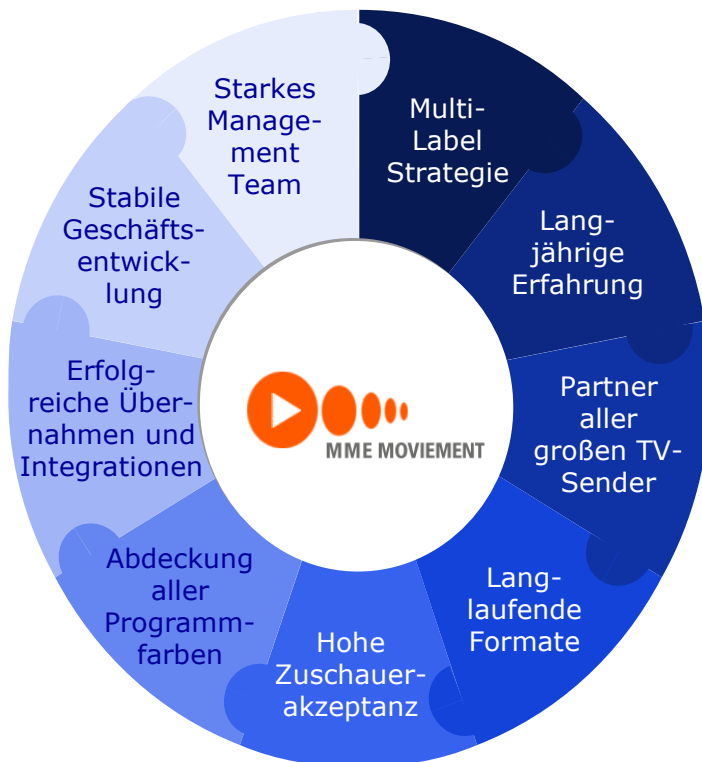 Multi-
Label
Strategie
Lang-
jährige
Erfahrung
Partner
aller
großen TV-
Sender
Lang-
laufende
Formate
Hohe
Zuschauer-
akzeptanz
Abdeckung
aller
Programm-
farben
Erfolg-
reiche Über-
nahmen und
Integrationen
Stabile
Geschäfts-
entwick-
lung
Starkes
Manage-
ment
Team
MME MOVIEMENT